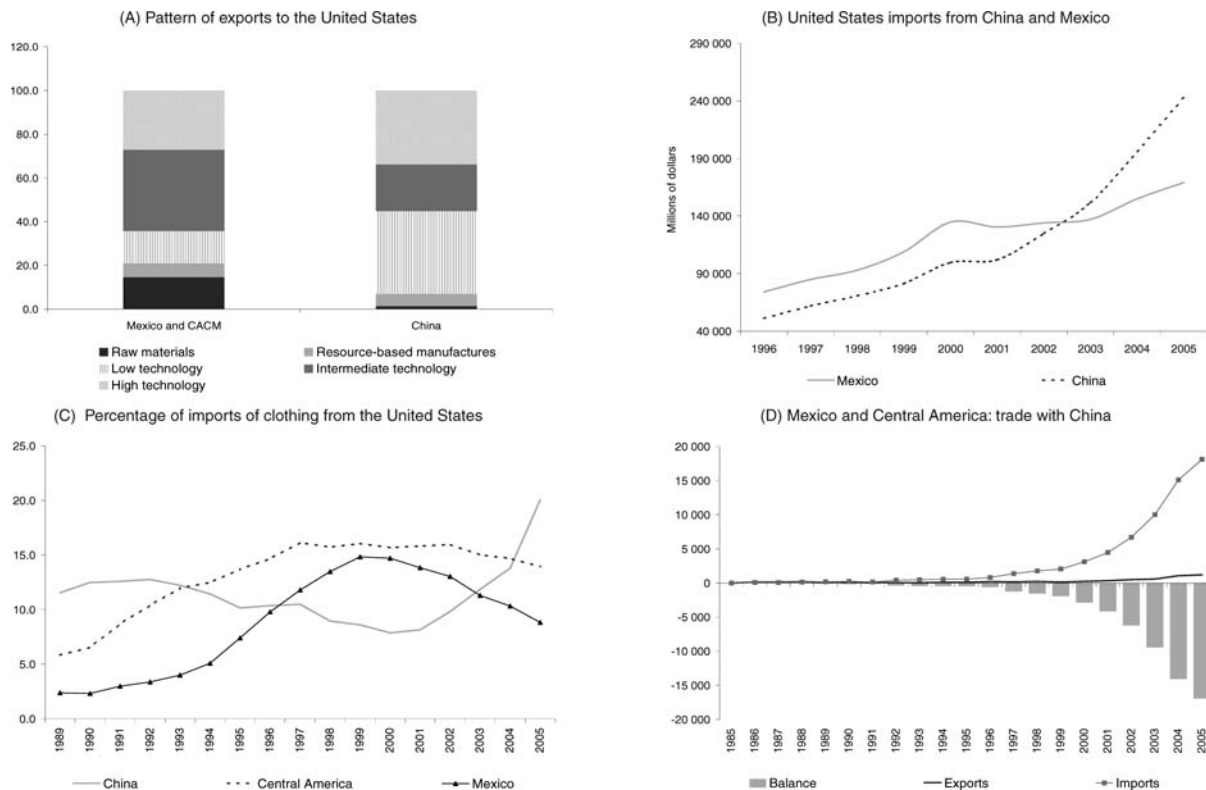 (A) Pattern of exports to the United States
120.0
100.0
80.0
60.0
40.0
20.0
0.0
Mexico and CACM
China
Raw materials
Resource-based manufactures
Low technology
Intermediate technology
High technology
(B) United States imports from China and Mexico
Millions of dollars
290 000
240 000
190 000
140 000
90 000
40 000
1996 1997 1998 1999 2000 2001 2002 2003 2004 2005
Mexico
China
(C) Percentage of imports of clothing from the United States
25.0
20.0
15.0
10.0
5.0
0.0
1989 1990 1991 1992 1993 1994 1995 1996 1997 1998 1999 2000 2001 2002 2003 2004 2005
China
Central America
Mexico
(D) Mexico and Central America: trade with China
20 000
15 000
10 000
5 000
0
-5 000
-10 000
-15 000
-20 000
1985 1986 1987 1988 1989 1990 1991 1992 1993 1994 1995 1996 1997 1998 1999 2000 2001 2002 2003 2004 2005
Balance
Exports
Imports